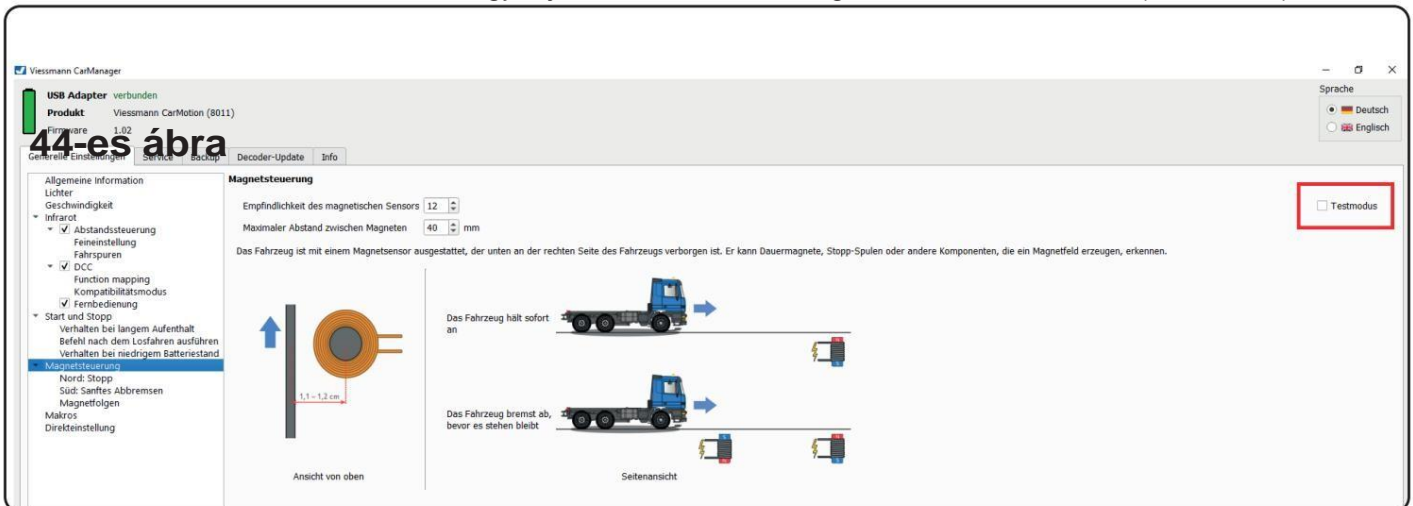 Viessmann CarManager
USB Adapter verbunden
Produkt Viessmann CarMotion (8011)
Firmware 1.02
44-es ábra
Sprache
Deutsch
Englisch
Generelle Einstellungen Service Backup Decoder-Update Info
Allgemeine Information
Lichter
Geschwindigkeit
Infrarot
Abstandssteuerung
Feineinstellung
Fahrspuren
DCC
Function mapping
Kompatibilitätsmodus
Fernbedienung
Start und Stopp
Verhalten bei langem Aufenthalt
Befehl nach dem Losfahren ausführen
Verhalten bei niedrigem Batteriestand
Magnetsteuerung
Nord: Stopp
Süd: Sanftes Abbremsen
Magnetfolgen
Makros
Direkteinstellung
Magnetsteuerung
Empfindlichkeit des magnetischen Sensors 12
Maximaler Abstand zwischen Magneten 40 mm
Testmodus
Das Fahrzeug ist mit einem Magnetsensor ausgestattet, der unten an der rechten Seite des Fahrzeugs verborgen ist. Er kann Dauermagnete, Stopp-Spulen oder andere Komponenten, die ein Magnetfeld erzeugen, erkennen.
1,1 – 1,2 cm
Ansicht von oben
Das Fahrzeug hält sofort
an
Das Fahrzeug bremst ab,
bevor es stehen bleibt
Seitenansicht